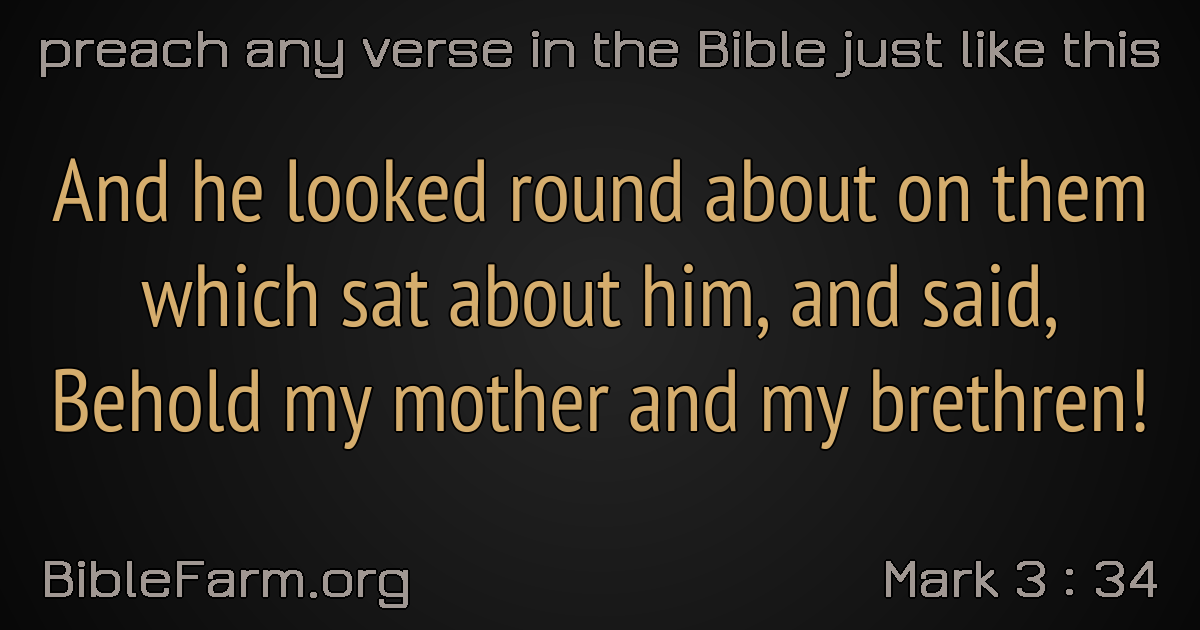 preach any verse in the Bible just like this
And he looked round about on them
which sat about him, and said,
Behold my mother and my brethren!
BibleFarm.org
Mark 3 : 34